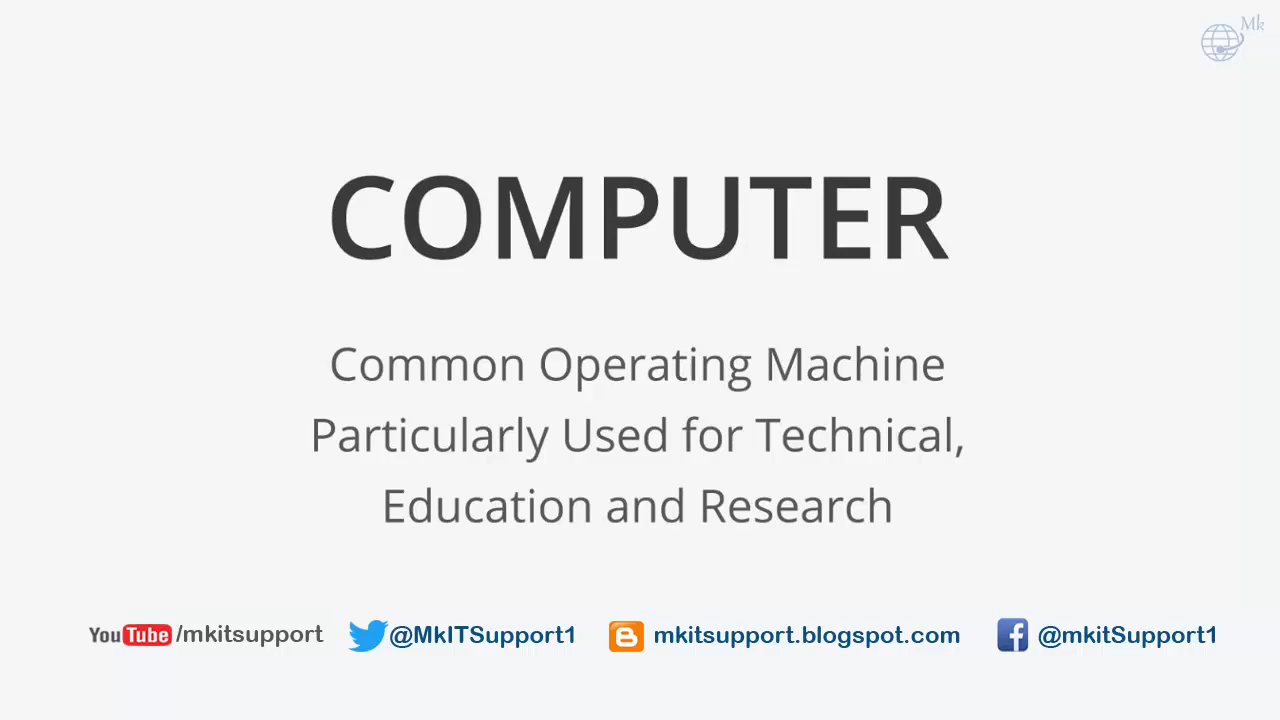 Mk
COMPUTER
Common Operating Machine
Particularly Used for Technical,
Education and Research
YouTube/mkitsupport @MkITSupport1 mkitsupport.blogspot.com @mkitSupport1